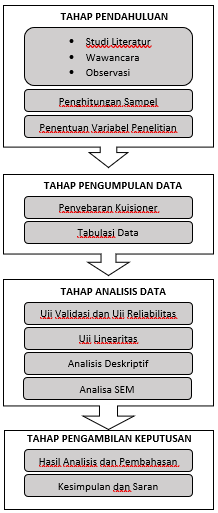 TAHAP PENDAHULUAN
• Studi Literatur
• Wawancara
• Observasi
Penghitungan Sampel
Penentuan Variabel Penelitian
TAHAP PENGUMPULAN DATA
Penyebaran Kuisioner
Tabulasi Data
TAHAP ANALISIS DATA
Uji Validasi dan Uji Reliabilitas
Uji Linearitas
Analisis Deskriptif
Analisa SEM
TAHAP PENGAMBILAN KEPUTUSAN
Hasil Analisis dan Pembahasan
Kesimpulan dan Saran